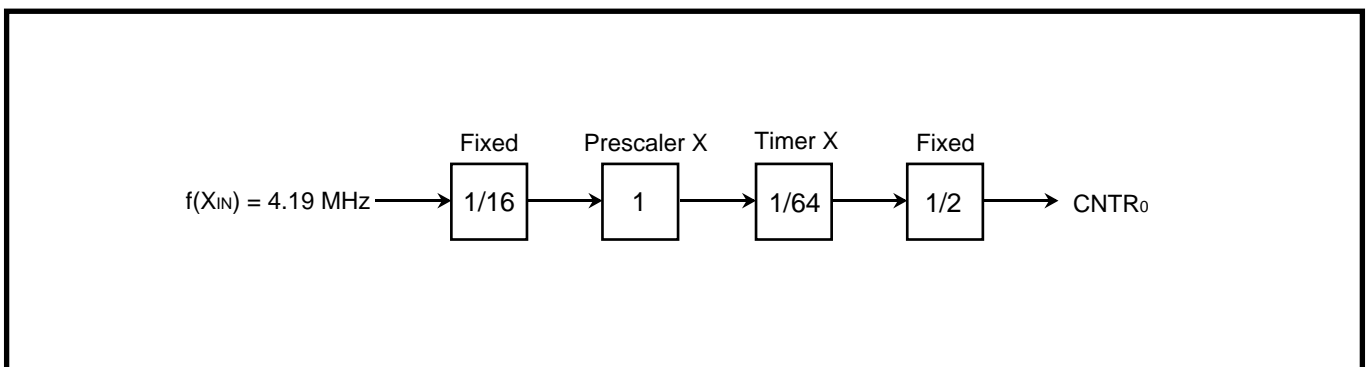 Fixed Prescaler X Timer X Fixed
f(XIN) = 4.19 MHz 1/16 1 1/64 1/2 CNTR0